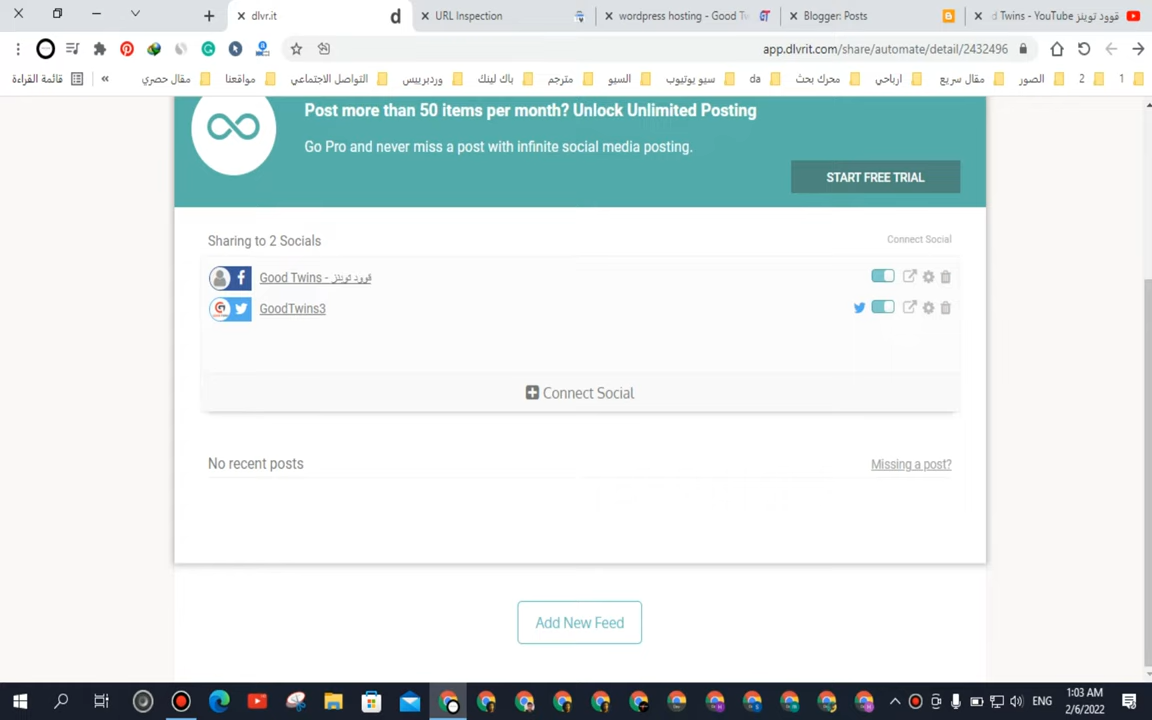 dlvr.it
URL Inspection
wordpress hosting - Good Tw
Blogger: Posts
d Twins - YouTube قوود توينز
app.dlvrit.com/share/automate/detail/2432496
قائمة القراءة
«
مقال حصري
مواقعنا
التواصل الاجتماعي
وردبرييس
باك لينك
مترجم
السيو
سيو يوتيوب
da
محرك بحث
ارباحي
مقال سريع
الصور
2
1
Post more than 50 items per month? Unlock Unlimited Posting
Go Pro and never miss a post with infinite social media posting.
START FREE TRIAL
Sharing to 2 Socials
Connect Social
Good Twins - قوود توينز
GoodTwins3
Connect Social
No recent posts
Missing a post?
Add New Feed
ENG
1:03 AM
2/6/2022